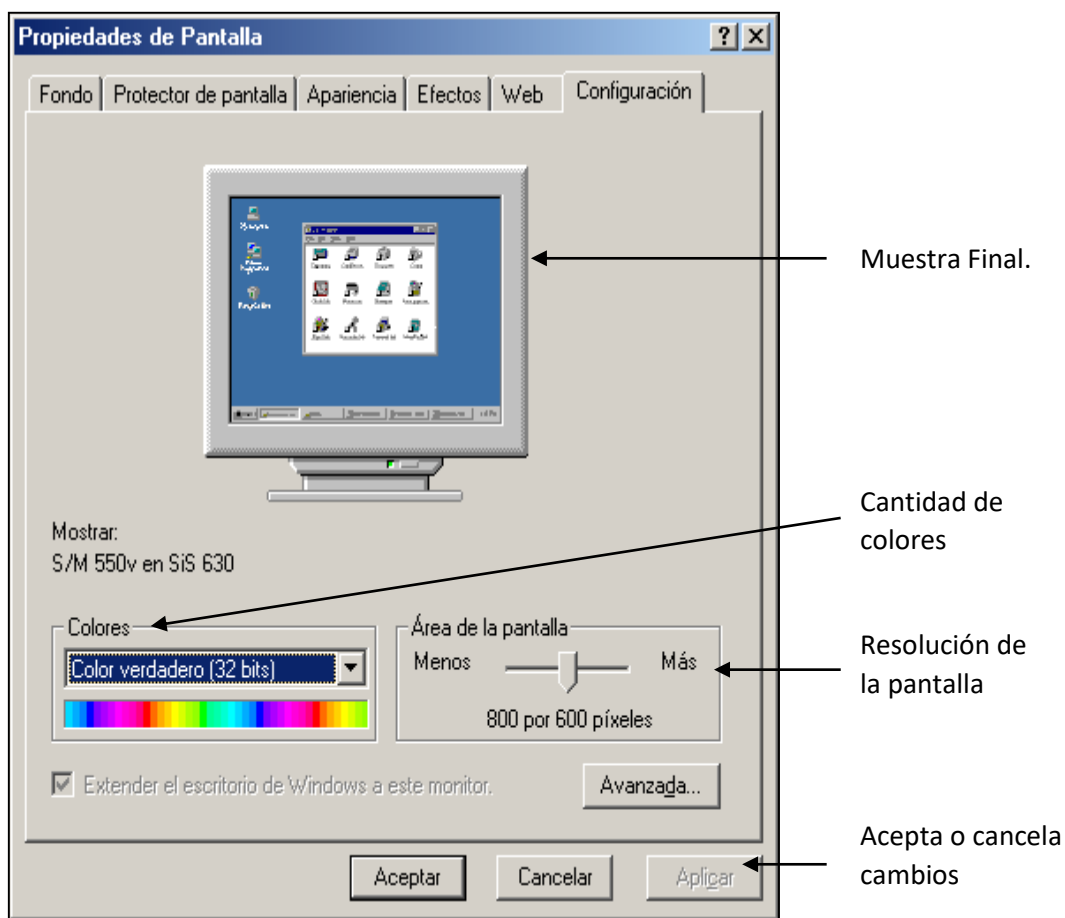 Propiedades de Pantalla
Fondo Protector de pantalla Apariencia Efectos Web Configuración
Muestra Final.
Mostrar:
S/M 550v en SiS 630
Cantidad de
colores
Colores
Color verdadero (32 bits)
Área de la pantalla
Menos Más
800 por 600 píxeles
Resolución de
la pantalla
Extender el escritorio de Windows a este monitor.
Avanzada...
Aceptar Cancelar Aplicar
Acepta o cancela
cambios